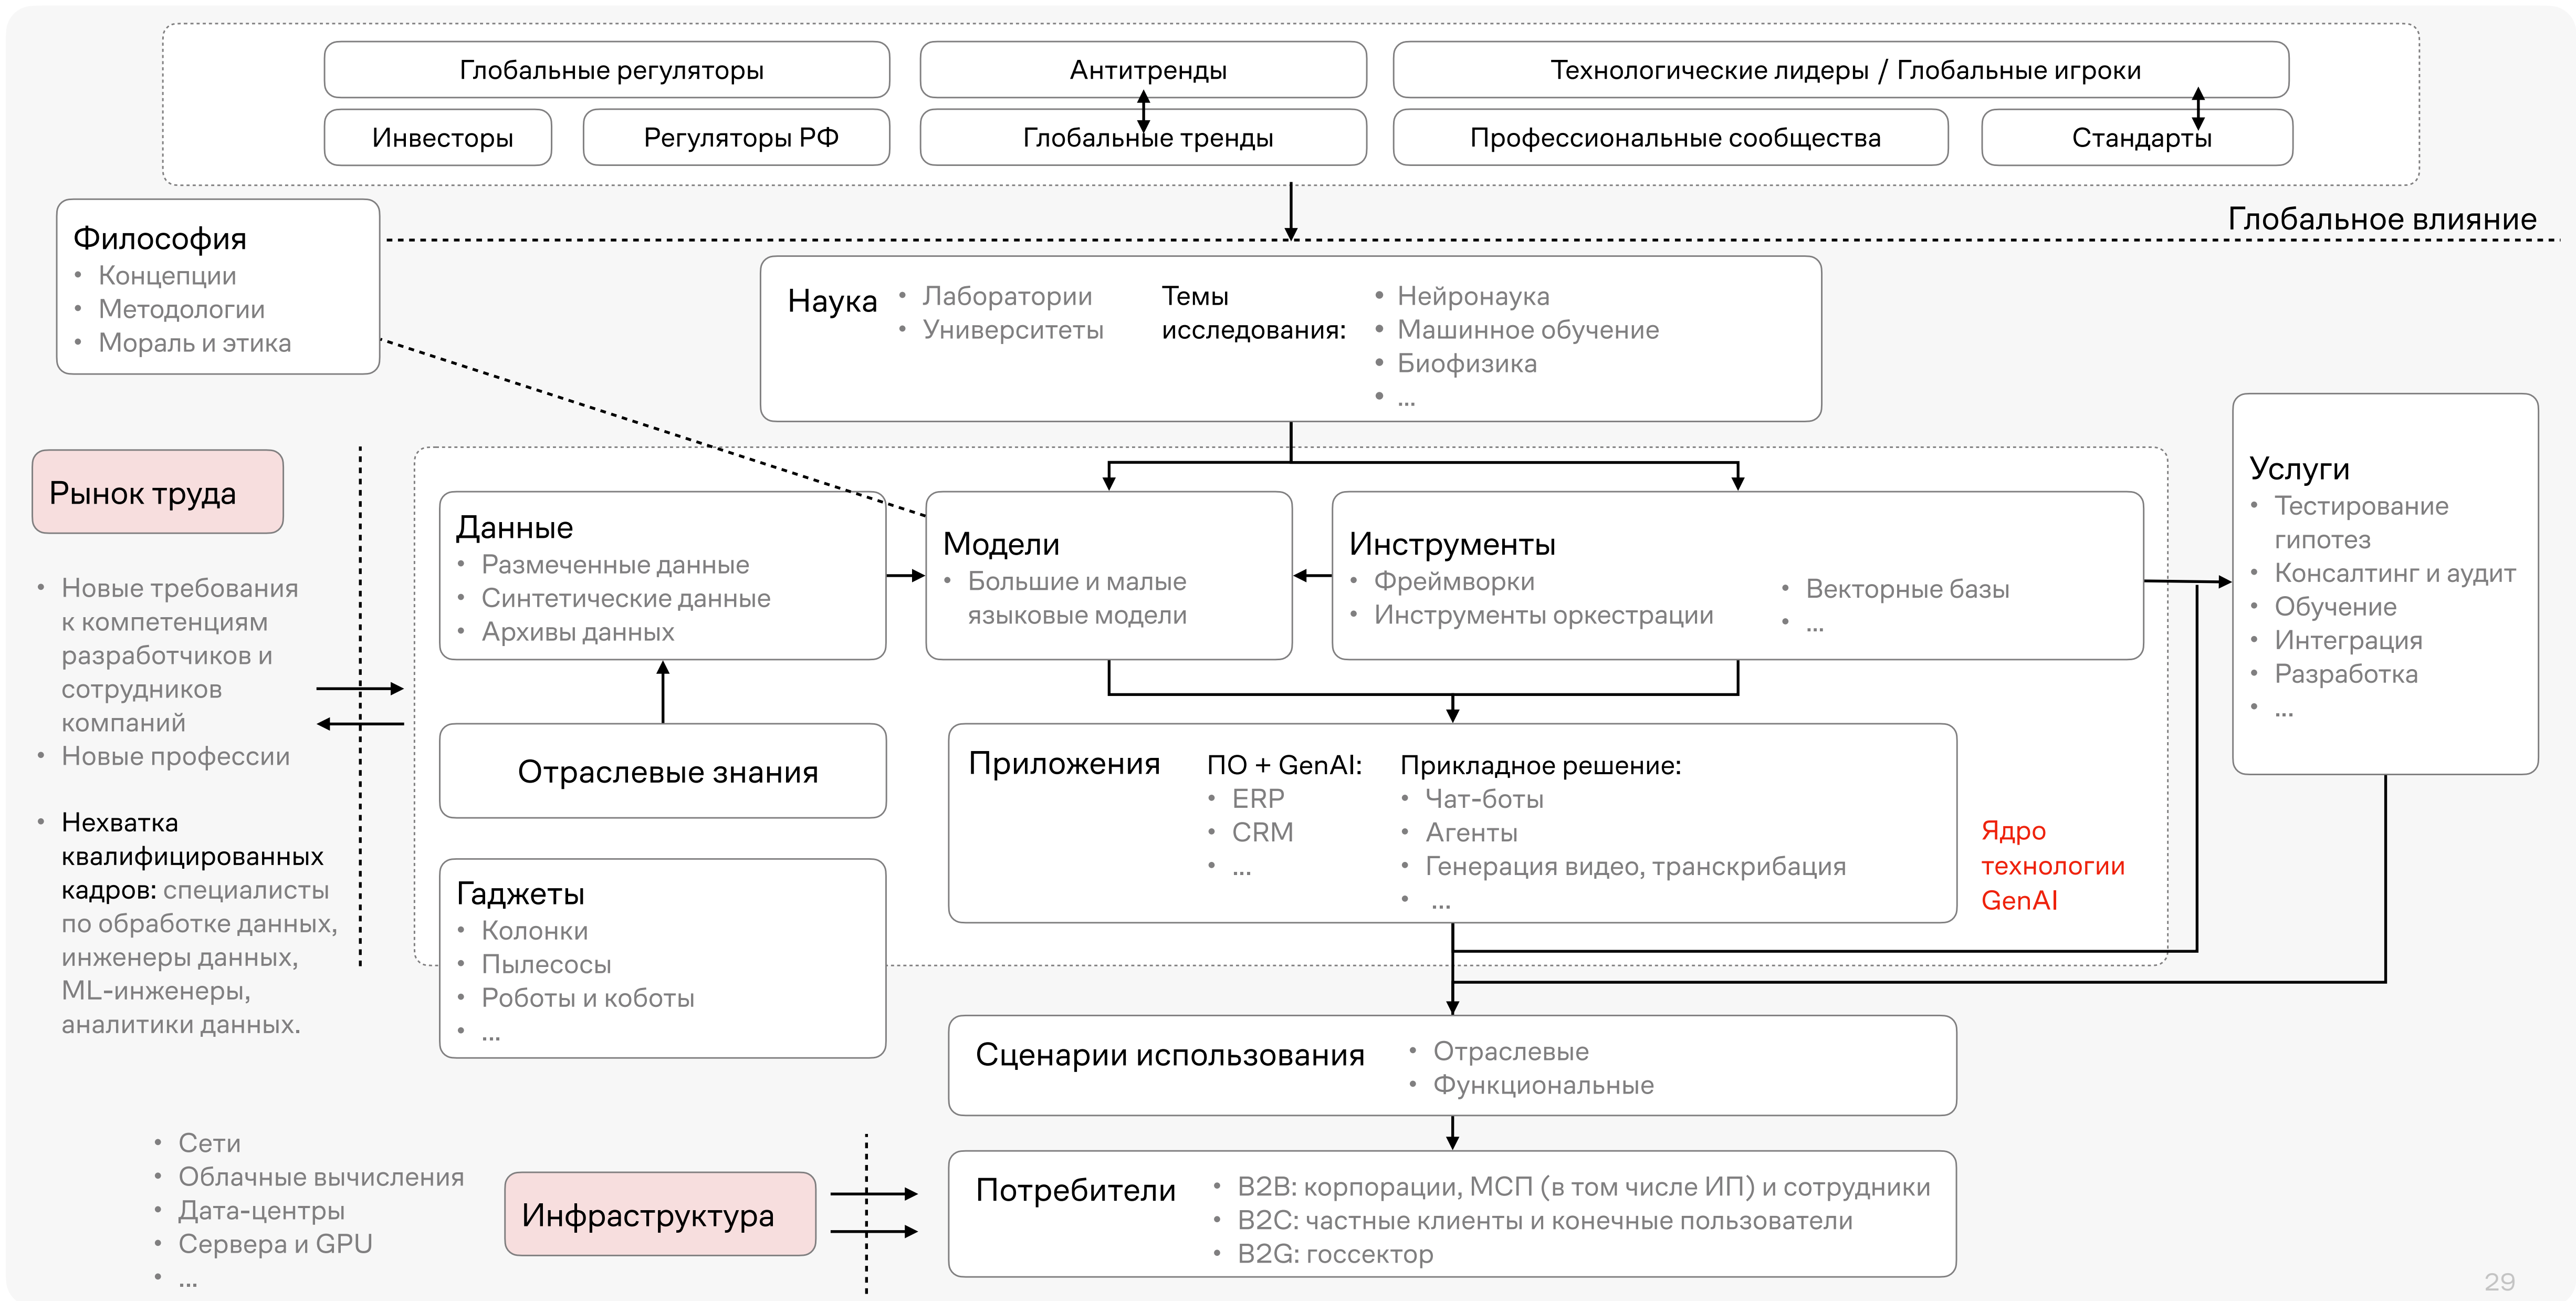 Глобальные регуляторы
Антитренды
Технологические лидеры / Глобальные игроки
Инвесторы
Регуляторы РФ
Глобальные тренды
Профессиональные сообщества
Стандарты
Глобальное влияние
Философия
• Концепции
• Методологии
• Мораль и этика
Наука
• Лаборатории
• Университеты
Темы
исследования:
• Нейронаука
• Машинное обучение
• Биофизика
• ...
Рынок труда
• Новые требования
к компетенциям
разработчиков и
сотрудников
компаний
• Новые профессии
• Нехватка
квалифицированных
кадров: специалисты
по обработке данных,
инженеры данных,
ML-инженеры,
аналитики данных.
Данные
• Размеченные данные
• Синтетические данные
• Архивы данных
Модели
• Большие и малые
языковые модели
Инструменты
• Фреймворки
• Инструменты оркестрации
• Векторные базы
• ...
Услуги
• Тестирование
гипотез
• Консалтинг и аудит
• Обучение
• Интеграция
• Разработка
• ...
Отраслевые знания
Приложения
ПО + GenAI:
• ERP
• CRM
• ...
Прикладное решение:
• Чат-боты
• Агенты
• Генерация видео, транскрибация
• ...
Ядро
технологии
GenAI
Гаджеты
• Колонки
• Пылесосы
• Роботы и коботы
• ...
Сценарии использования
• Отраслевые
• Функциональные
• Сети
• Облачные вычисления
• Дата-центры
• Сервера и GPU
• ...
Инфраструктура
Потребители
• B2B: корпорации, МСП (в том числе ИП) и сотрудники
• B2C: частные клиенты и конечные пользователи
• B2G: госсектор
29